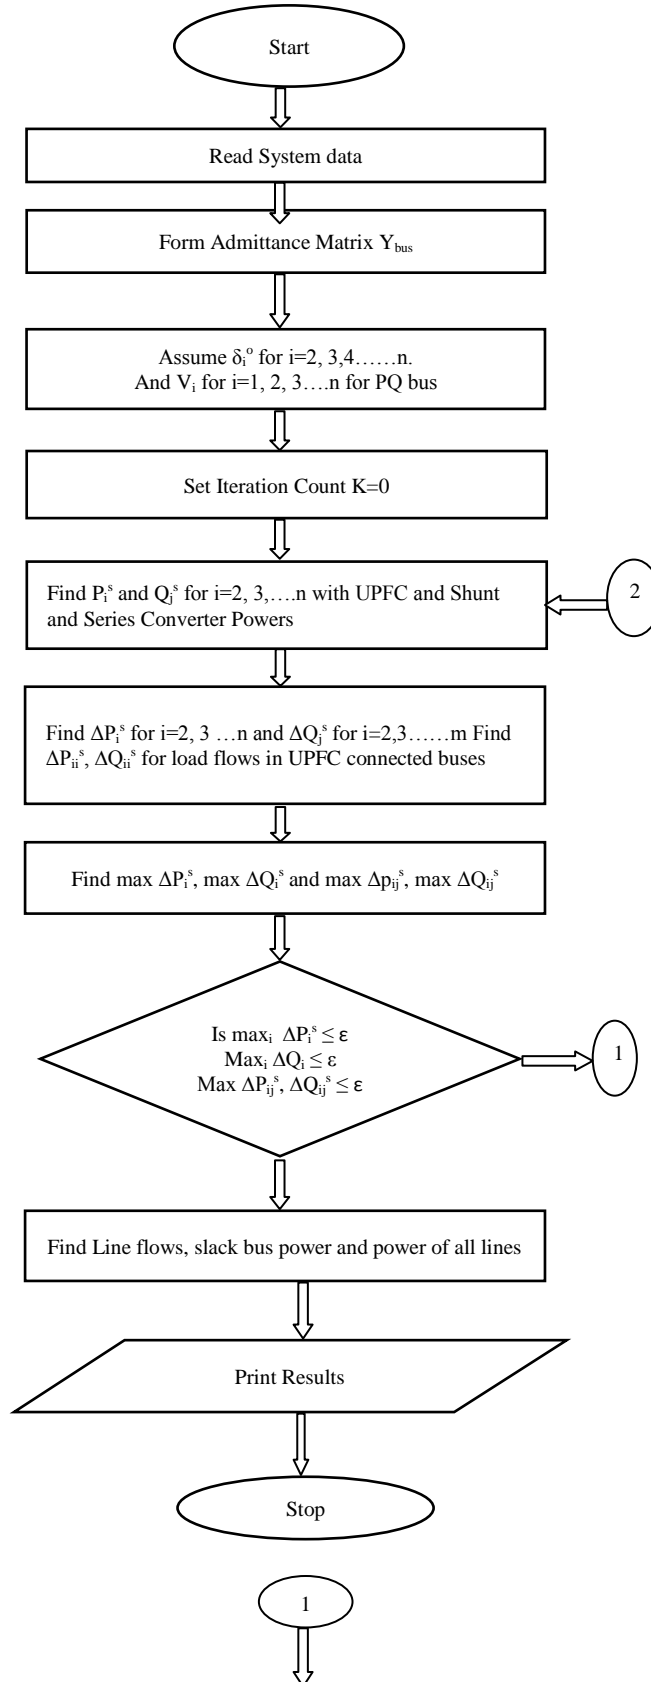 Start
Read System data
Form Admittance Matrix Y_bus
Assume δᵢ° for i=2, 3,4……n.
And Vᵢ for i=1, 2, 3….n for PQ bus
Set Iteration Count K=0
Find Pᵢˢ and Qⱼˢ for i=2, 3,….n with UPFC and Shunt
and Series Converter Powers
2
Find ΔPᵢˢ for i=2, 3 …n and ΔQⱼˢ for i=2,3……m Find
ΔPᵢᵢˢ, ΔQᵢᵢˢ for load flows in UPFC connected buses
Find max ΔPᵢˢ, max ΔQᵢˢ and max Δpᵢⱼˢ, max ΔQᵢⱼˢ
Is maxᵢ ΔPᵢˢ ≤ ε
Maxᵢ ΔQᵢ ≤ ε
Max ΔPᵢⱼˢ, ΔQᵢⱼˢ ≤ ε
1
Find Line flows, slack bus power and power of all lines
Print Results
Stop
1